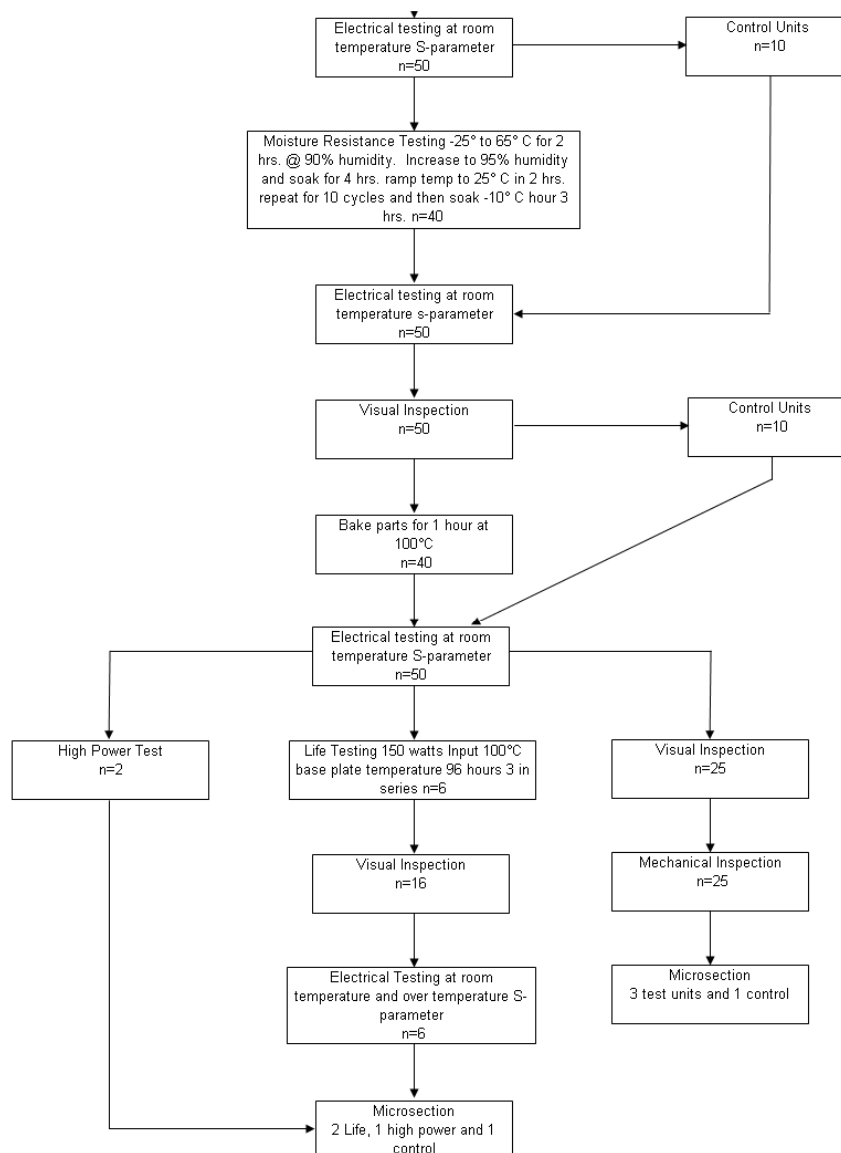 Electrical testing at room
temperature S-parameter
n=50
Control Units
n=10
Moisture Resistance Testing -25° to 65° C for 2
hrs. @ 90% humidity. Increase to 95% humidity
and soak for 4 hrs. ramp temp to 25° C in 2 hrs.
repeat for 10 cycles and then soak -10° C hour 3
hrs. n=40
Electrical testing at room
temperature s-parameter
n=50
Visual Inspection
n=50
Control Units
n=10
Bake parts for 1 hour at
100°C
n=40
Electrical testing at room
temperature S-parameter
n=50
High Power Test
n=2
Life Testing 150 watts Input 100°C
base plate temperature 96 hours 3 in
series n=6
Visual Inspection
n=25
Visual Inspection
n=16
Mechanical Inspection
n=25
Electrical Testing at room
temperature and over temperature S-
parameter
n=6
Microsection
3 test units and 1 control
Microsection
2 Life, 1 high power and 1
control